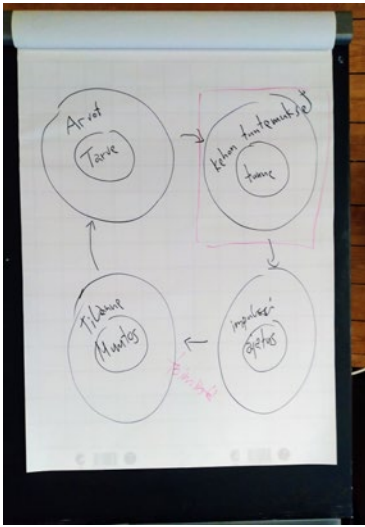 Arvot
Tarve
Kehon tuntemukset
tunne
impulssi
ajatus
Tilanne
Muutos